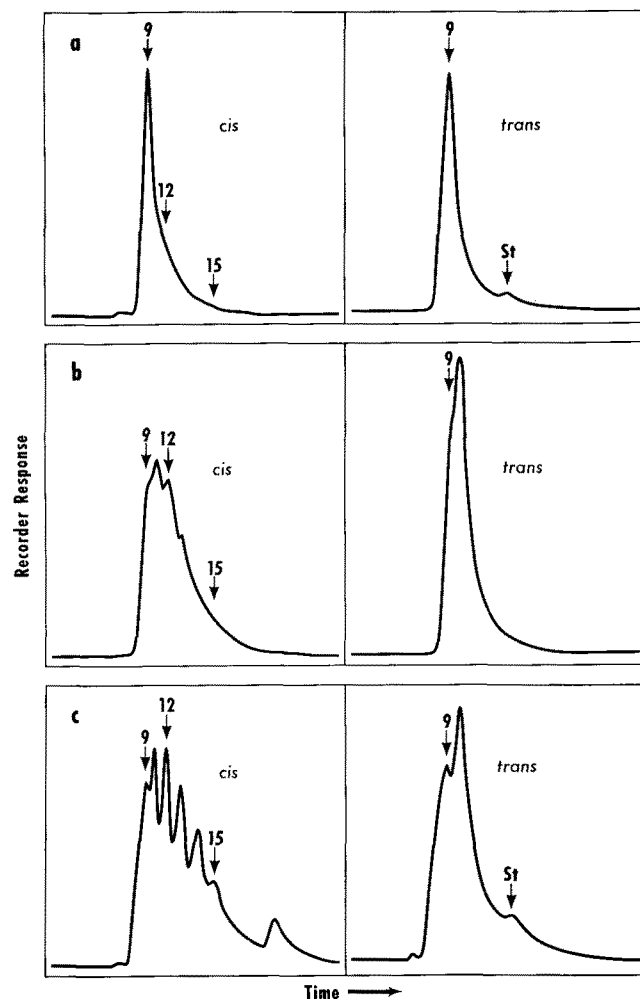 a
9
cis
12
15
9
trans
St
b
9 12
cis
15
9
trans
c
12
9
cis
15
9
trans
St
Recorder Response
Time